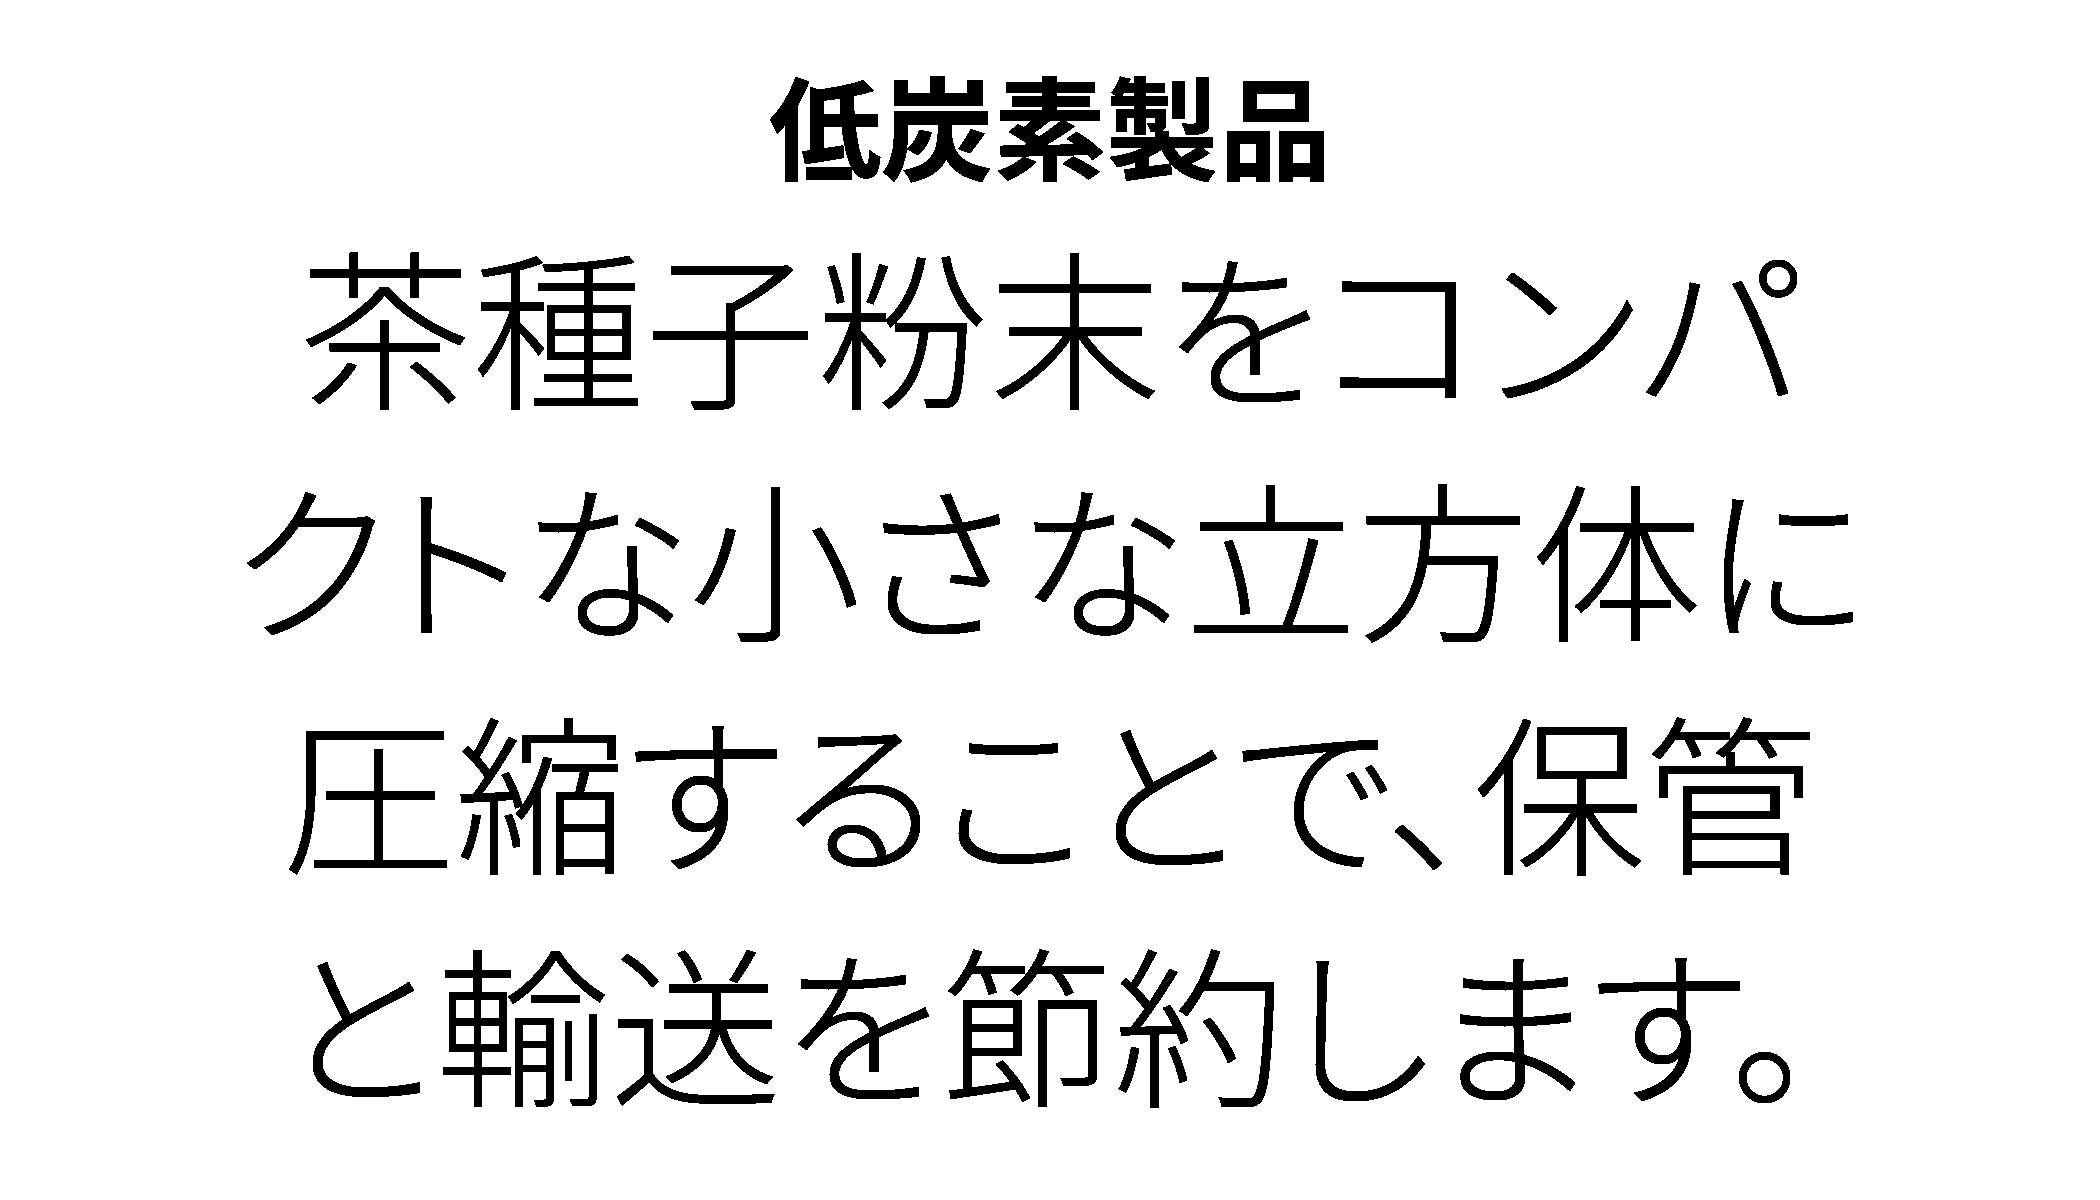 低炭素製品
茶種子粉末をコンパ
クトな小さな立方体に
圧縮することで、保管
と輸送を節約します。